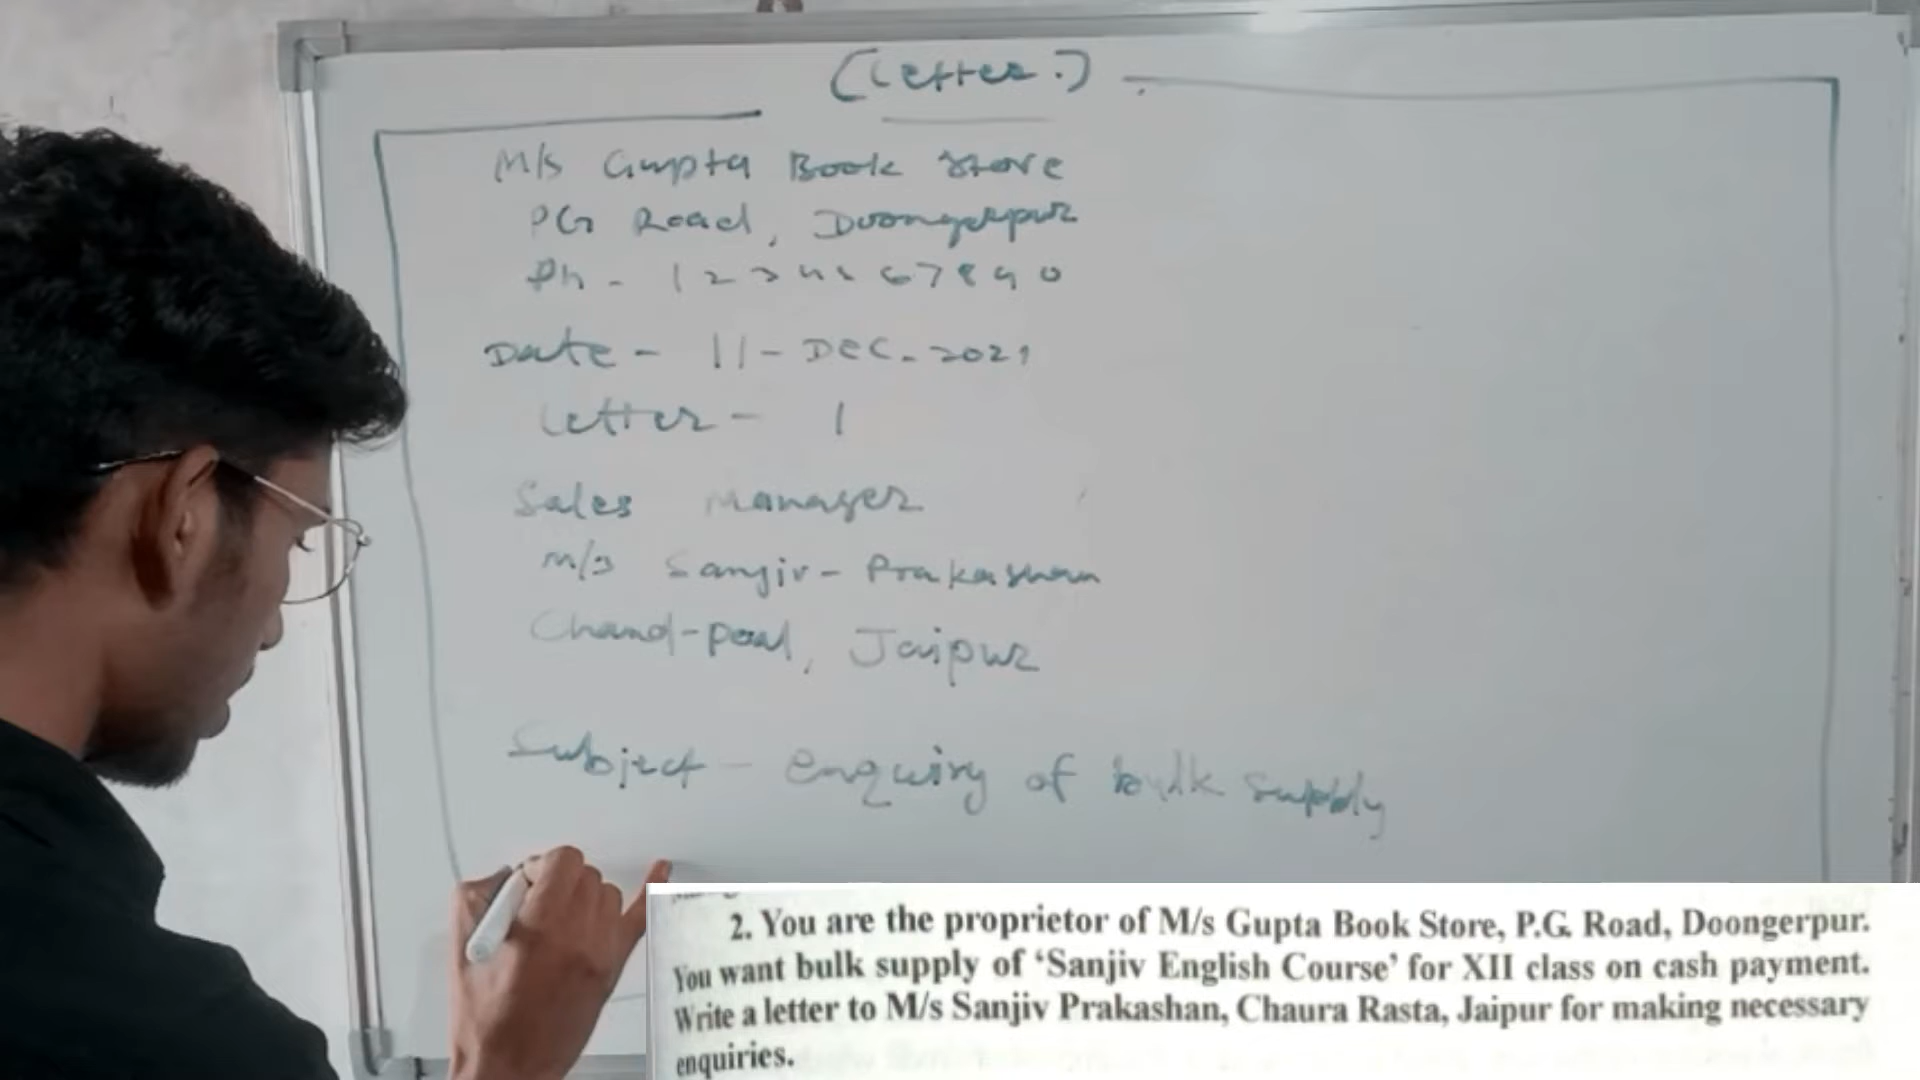 (Letter.)
M/s Gupta Book Store
PG Road, Doongerpur
Ph - 1234567890
Date - 11 - Dec. 2021
Letter - 1
Sales Manager
M/s Sanjiv - Prakashan
Chand-poal, Jaipur
Subject - enquiry of bulk supply
2. You are the proprietor of M/s Gupta Book Store, P.G. Road, Doongerpur.
You want bulk supply of ‘Sanjiv English Course’ for XII class on cash payment.
Write a letter to M/s Sanjiv Prakashan, Chaura Rasta, Jaipur for making necessary
enquiries.